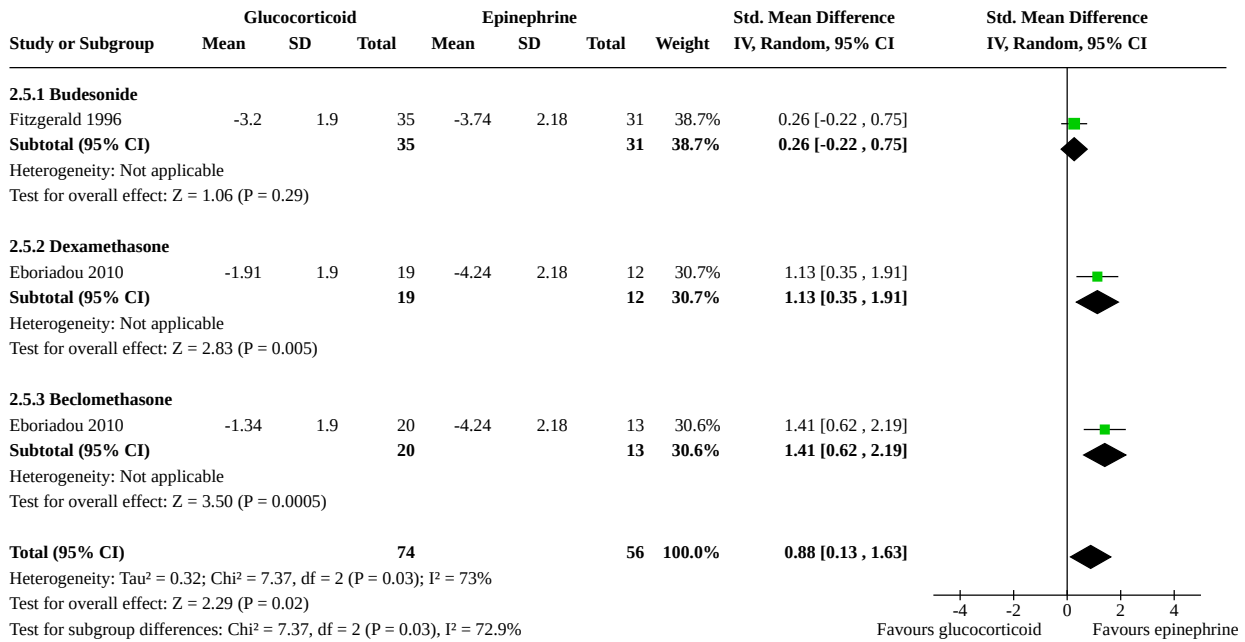 Glucocorticoid Epinephrine Std. Mean Difference Std. Mean Difference
Study or Subgroup Mean SD Total Mean SD Total Weight IV, Random, 95% CI IV, Random, 95% CI
2.5.1 Budesonide
Fitzgerald 1996 -3.2 1.9 35 -3.74 2.18 31 38.7% 0.26 [-0.22 , 0.75]
Subtotal (95% CI) 35 31 38.7% 0.26 [-0.22 , 0.75]
Heterogeneity: Not applicable
Test for overall effect: Z = 1.06 (P = 0.29)
2.5.2 Dexamethasone
Eboriadou 2010 -1.91 1.9 19 -4.24 2.18 12 30.7% 1.13 [0.35 , 1.91]
Subtotal (95% CI) 19 12 30.7% 1.13 [0.35 , 1.91]
Heterogeneity: Not applicable
Test for overall effect: Z = 2.83 (P = 0.005)
2.5.3 Beclomethasone
Eboriadou 2010 -1.34 1.9 20 -4.24 2.18 13 30.6% 1.41 [0.62 , 2.19]
Subtotal (95% CI) 20 13 30.6% 1.41 [0.62 , 2.19]
Heterogeneity: Not applicable
Test for overall effect: Z = 3.50 (P = 0.0005)
Total (95% CI) 74 56 100.0% 0.88 [0.13 , 1.63]
Heterogeneity: Tau² = 0.32; Chi² = 7.37, df = 2 (P = 0.03); I² = 73%
Test for overall effect: Z = 2.29 (P = 0.02) -4 -2 0 2 4
Test for subgroup differences: Chi² = 7.37, df = 2 (P = 0.03), I² = 72.9% Favours glucocorticoid Favours epinephrine